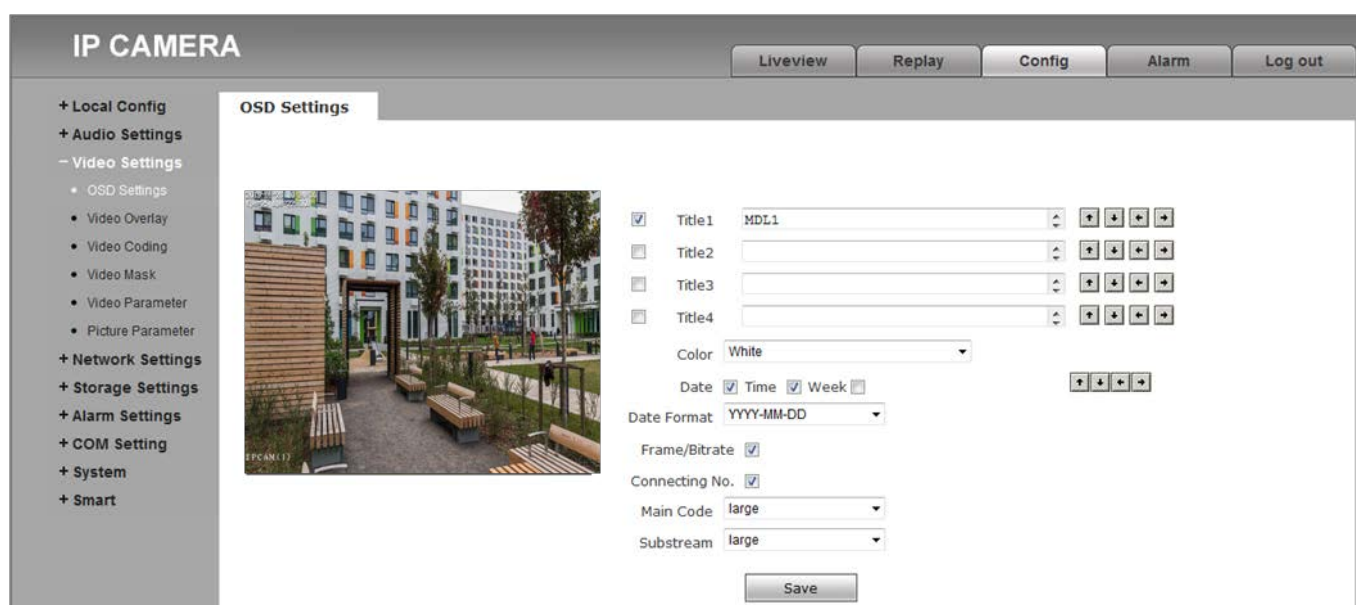 IP CAMERA
Liveview Replay Config Alarm Log out
+ Local Config
+ Audio Settings
− Video Settings
• OSD Settings
• Video Overlay
• Video Coding
• Video Mask
• Video Parameter
• Picture Parameter
+ Network Settings
+ Storage Settings
+ Alarm Settings
+ COM Setting
+ System
+ Smart
OSD Settings
IPCAM(1)
Title1 MDL1
Title2
Title3
Title4
Color White
Date Time Week
Date Format YYYY-MM-DD
Frame/Bitrate
Connecting No.
Main Code large
Substream large
Save